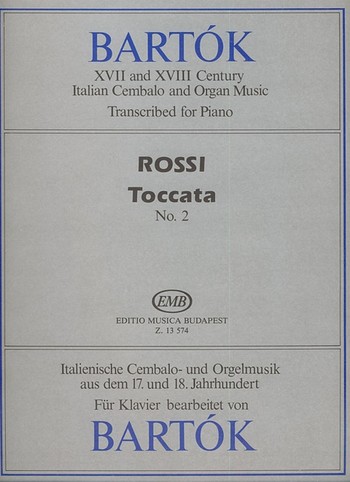 BARTÓK
XVII and XVIII Century
Italian Cembalo and Organ Music
Transcribed for Piano
ROSSI
Toccata
No. 2
EMB
EDITIO MUSICA BUDAPEST
Z. 13 574
Italienische Cembalo- und Orgelmusik
aus dem 17. und 18. Jahrhundert
Für Klavier bearbeitet von
BARTÓK